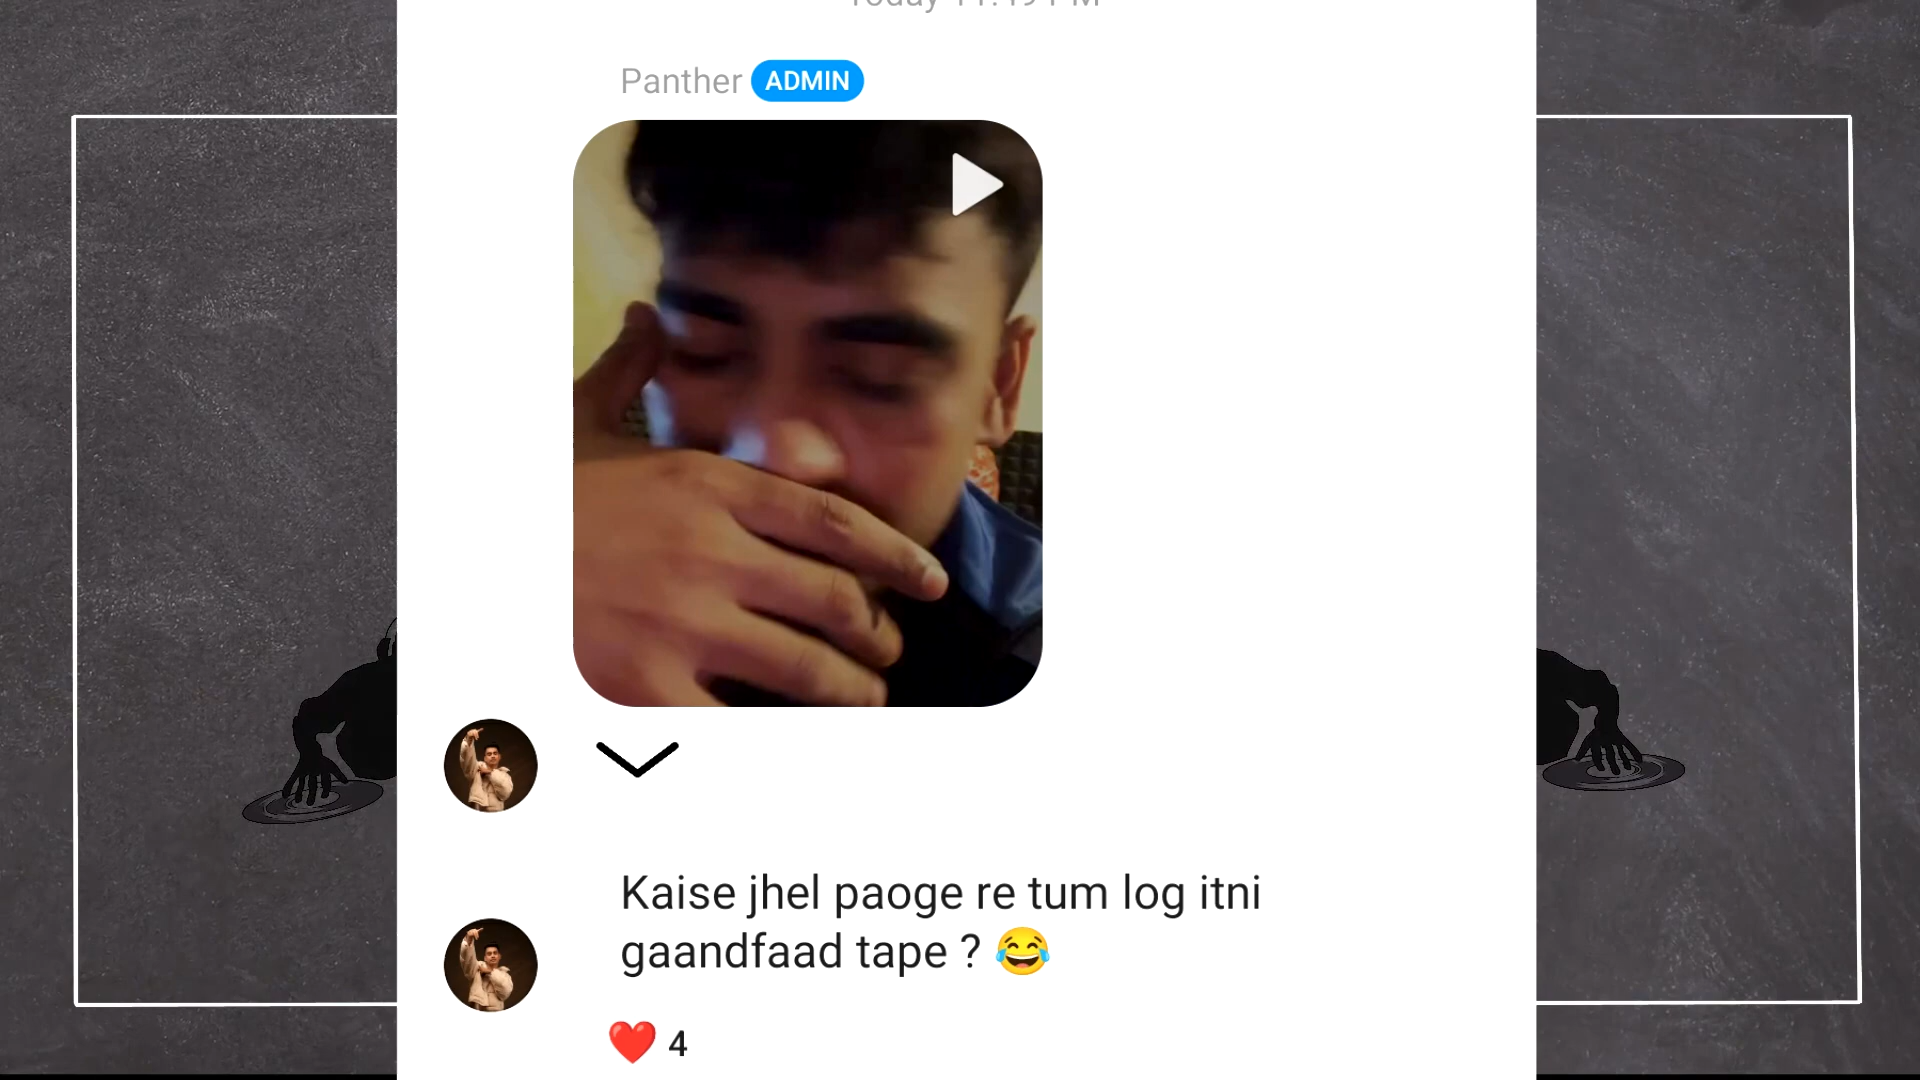 Panther ADMIN
Kaise jhel paoge re tum log itni
gaandfaad tape ? 😂
❤️ 4